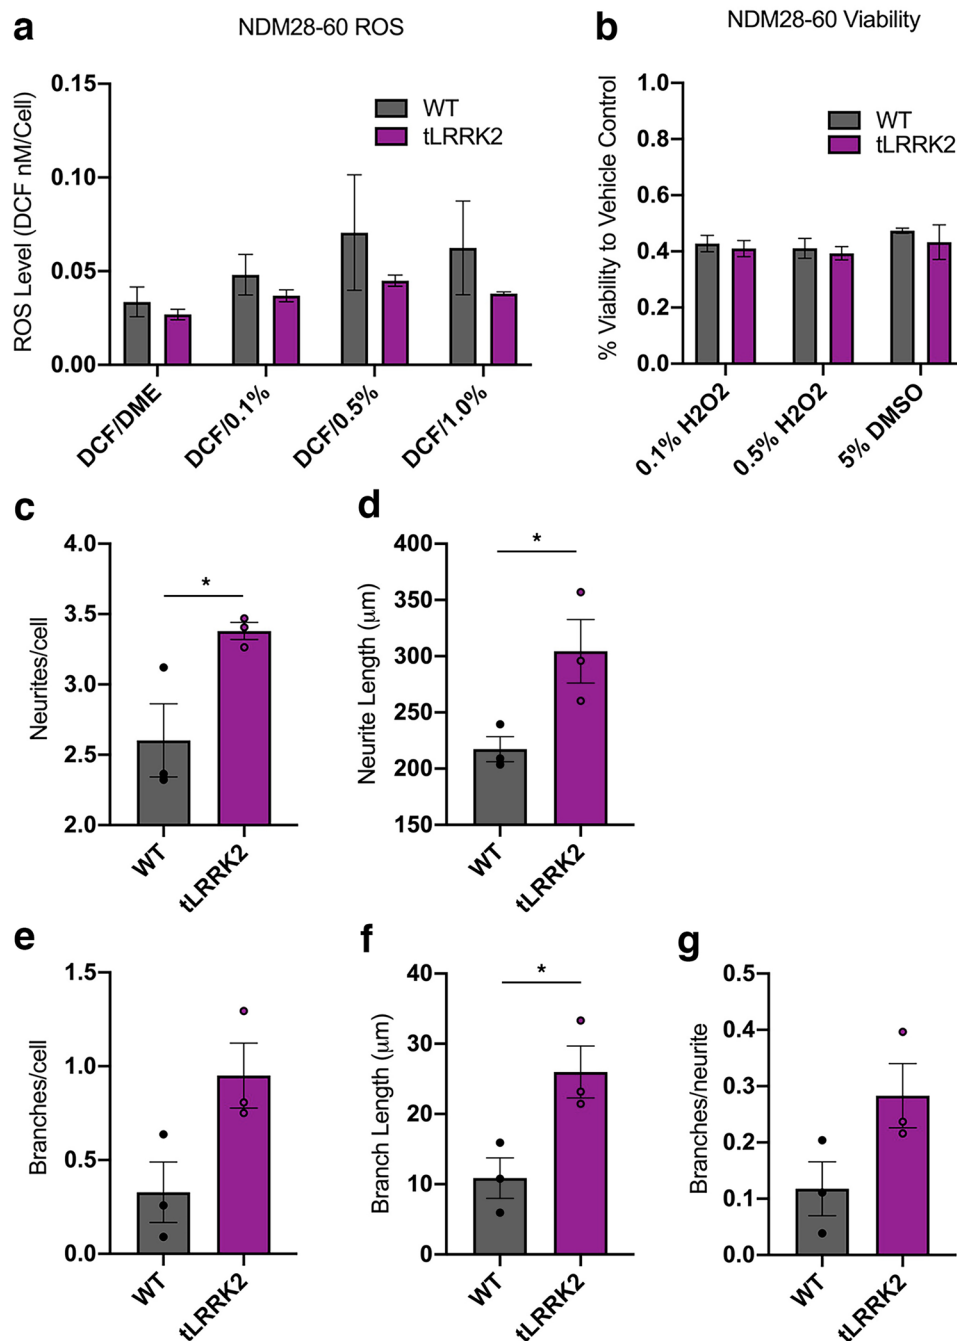 a
NDM28-60 ROS
ROS Level (DCF nM/Cell)
0.15
0.10
0.05
0.00
WT
tLRRK2
DCF/DME
DCF/0.1%
DCF/0.5%
DCF/1.0%
b
NDM28-60 Viability
% Viability to Vehicle Control
1.0
0.8
0.6
0.4
0.2
0.0
WT
tLRRK2
0.1% H2O2
0.5% H2O2
5% DMSO
c
Neurites/cell
4.0
3.5
3.0
2.5
2.0
*
WT
tLRRK2
d
Neurite Length (μm)
400
350
300
250
200
150
*
WT
tLRRK2
e
Branches/cell
1.5
1.0
0.5
0.0
WT
tLRRK2
f
Branch Length (μm)
40
30
20
10
0
*
WT
tLRRK2
g
Branches/neurite
0.5
0.4
0.3
0.2
0.1
0.0
WT
tLRRK2